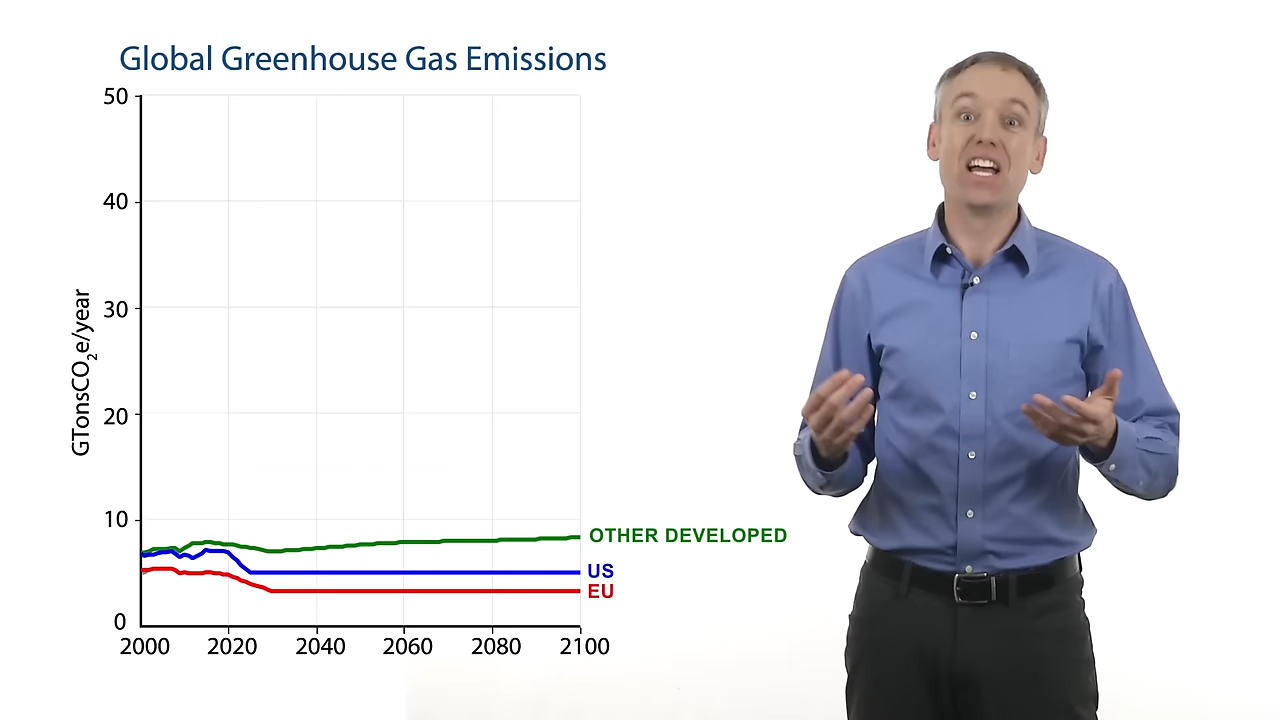 Global Greenhouse Gas Emissions
50
40
30
20
10
0
GTonsCO₂e/year
2000 2020 2040 2060 2080 2100
OTHER DEVELOPED
US
EU